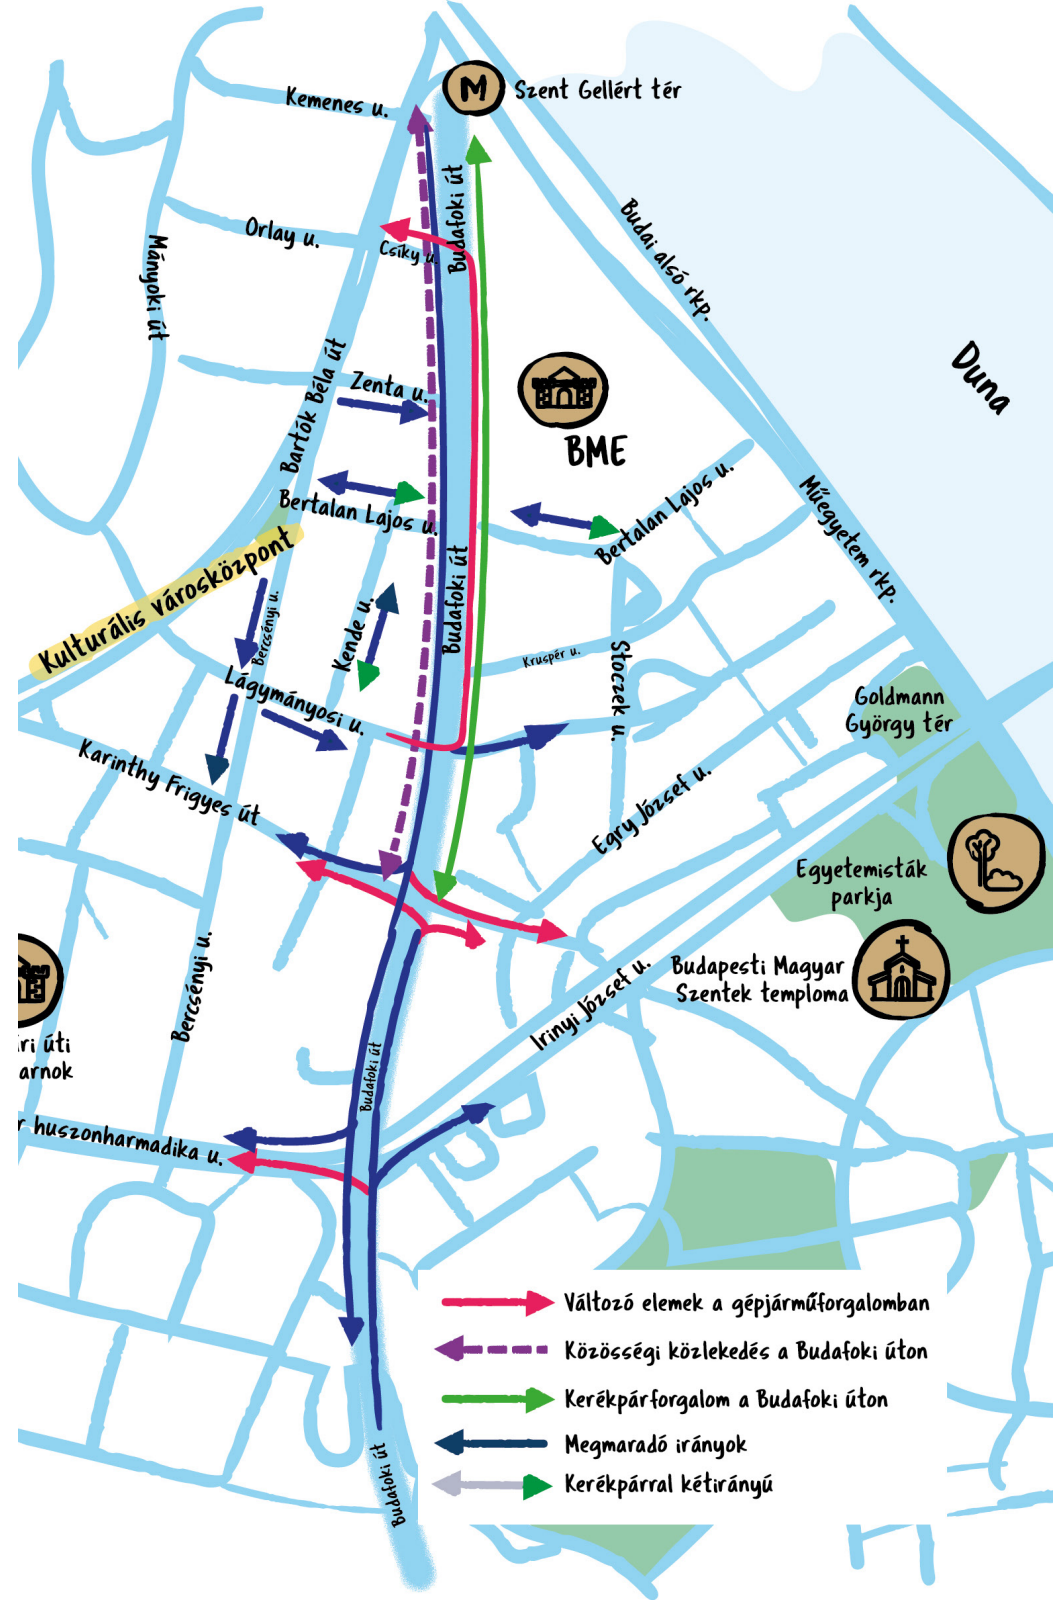 M
Szent Gellért tér
Kemenes u.
Budafoki út
Orlay u.
Csíky u.
Mányoki út
Budai alsó rkp.
Duna
Bartók Béla út
Zenta u.
BME
Bertalan Lajos u.
Bertalan Lajos u.
Műegyetem rkp.
Kulturális városközpont
Budafoki út
Bercsényi u.
Kende u.
Kruspér u.
Stoczek u.
Lágymányosi u.
Goldmann
György tér
Karinthy Frigyes út
Egry József u.
Egyetemisták
parkja
Bercsényi u.
Budapesti Magyar
Szentek temploma
Irinyi József u.
ri úti
arnok
Budafoki út
r huszonharmadika u.
Változó elemek a gépjárműforgalomban
Közösségi közlekedés a Budafoki úton
Kerékpárforgalom a Budafoki úton
Megmaradó irányok
Kerékpárral kétirányú
Budafoki út